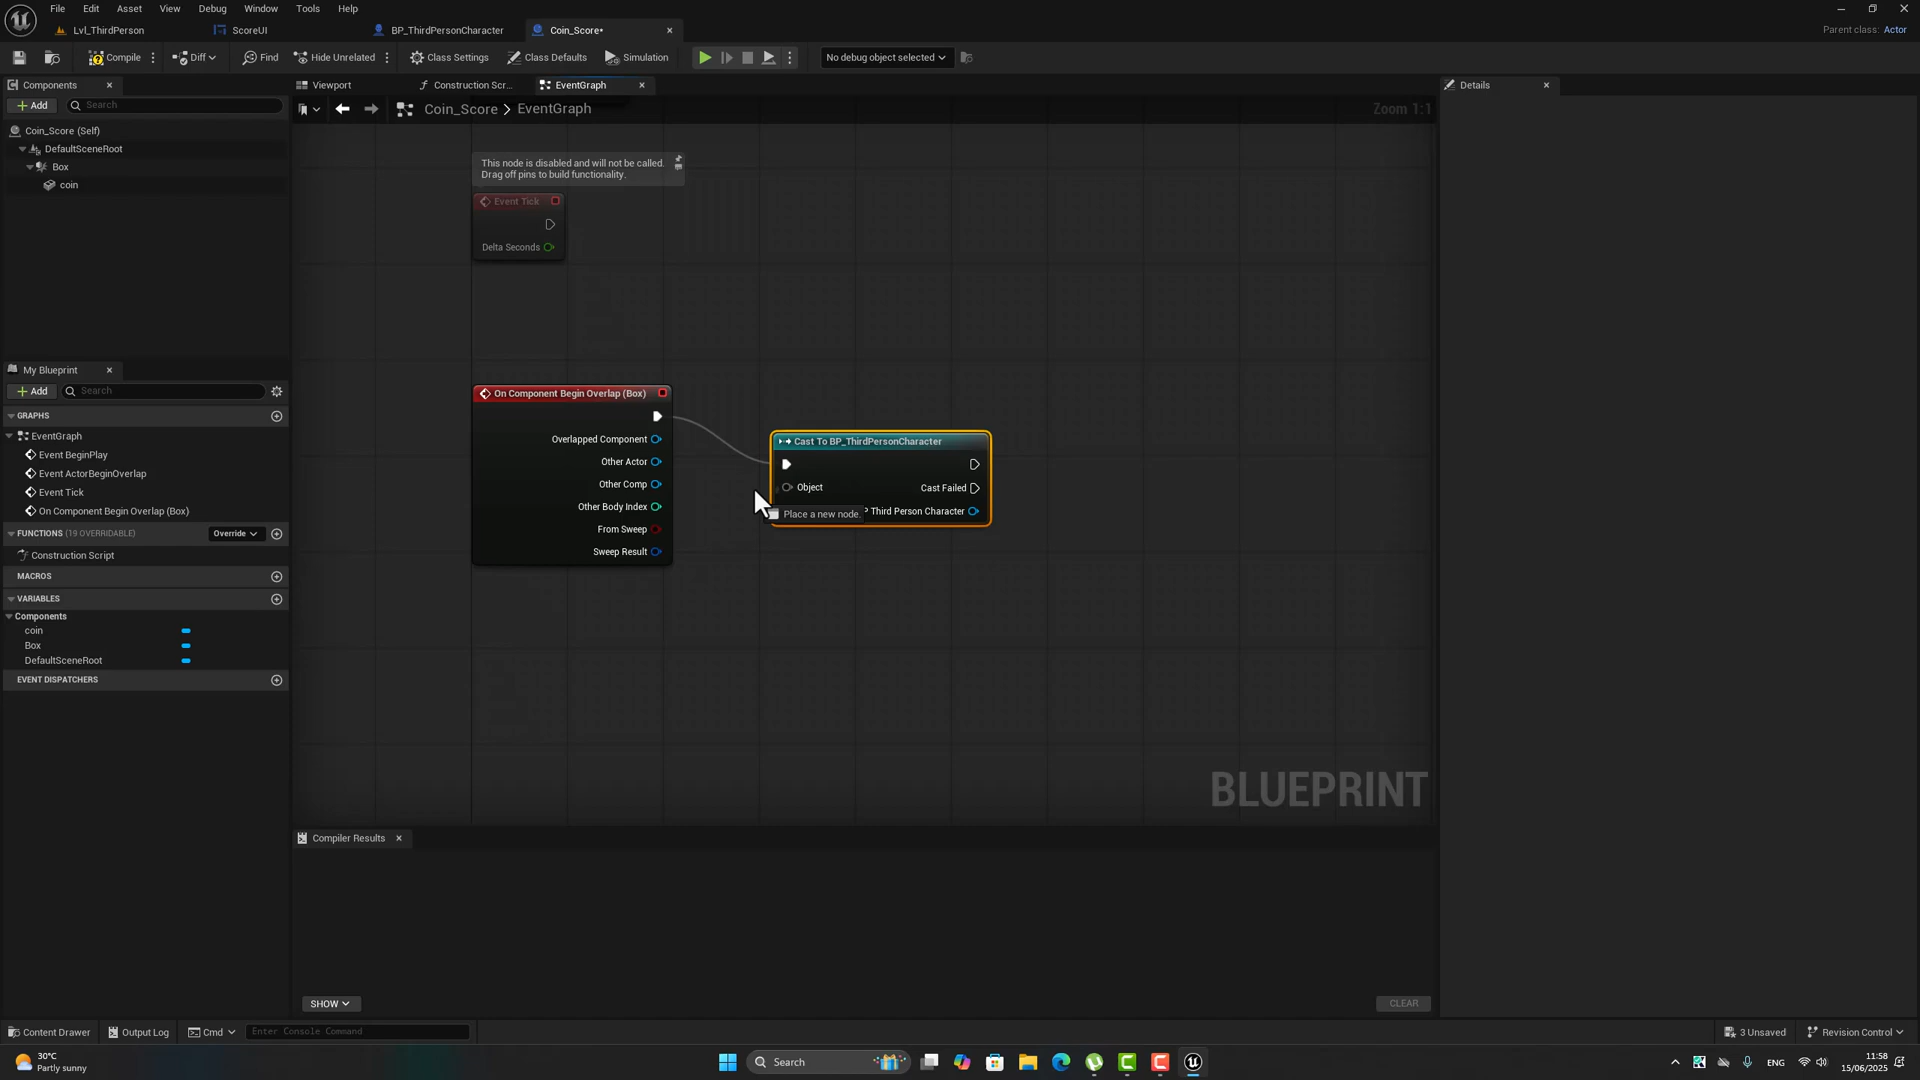 File Edit Asset View Debug Window Tools Help
Lvl_ThirdPerson ScoreUI BP_ThirdPersonCharacter Coin_Score•
Parent class: Actor
Compile Diff Find Hide Unrelated Class Settings Class Defaults Simulation No debug object selected
Components
Add Search
Coin_Score (Self)
DefaultSceneRoot
Box
coin
My Blueprint
Add Search
GRAPHS
EventGraph
Event BeginPlay
Event ActorBeginOverlap
Event Tick
On Component Begin Overlap (Box)
FUNCTIONS (19 OVERRIDABLE) Override
Construction Script
MACROS
VARIABLES
Components
coin
Box
DefaultSceneRoot
EVENT DISPATCHERS
Viewport Construction Scr... EventGraph
Coin_Score > EventGraph Zoom 1:1
This node is disabled and will not be called.
Drag off pins to build functionality.
Event Tick
Delta Seconds
On Component Begin Overlap (Box)
Overlapped Component
Other Actor
Other Comp
Other Body Index
From Sweep
Sweep Result
Cast To BP_ThirdPersonCharacter
Object Cast Failed
Place a new node. P Third Person Character
BLUEPRINT
Compiler Results
SHOW CLEAR
Details
Content Drawer Output Log Cmd Enter Console Command 3 Unsaved Revision Control
30°C
Partly sunny
Search
ENG
11:58
15/06/2025